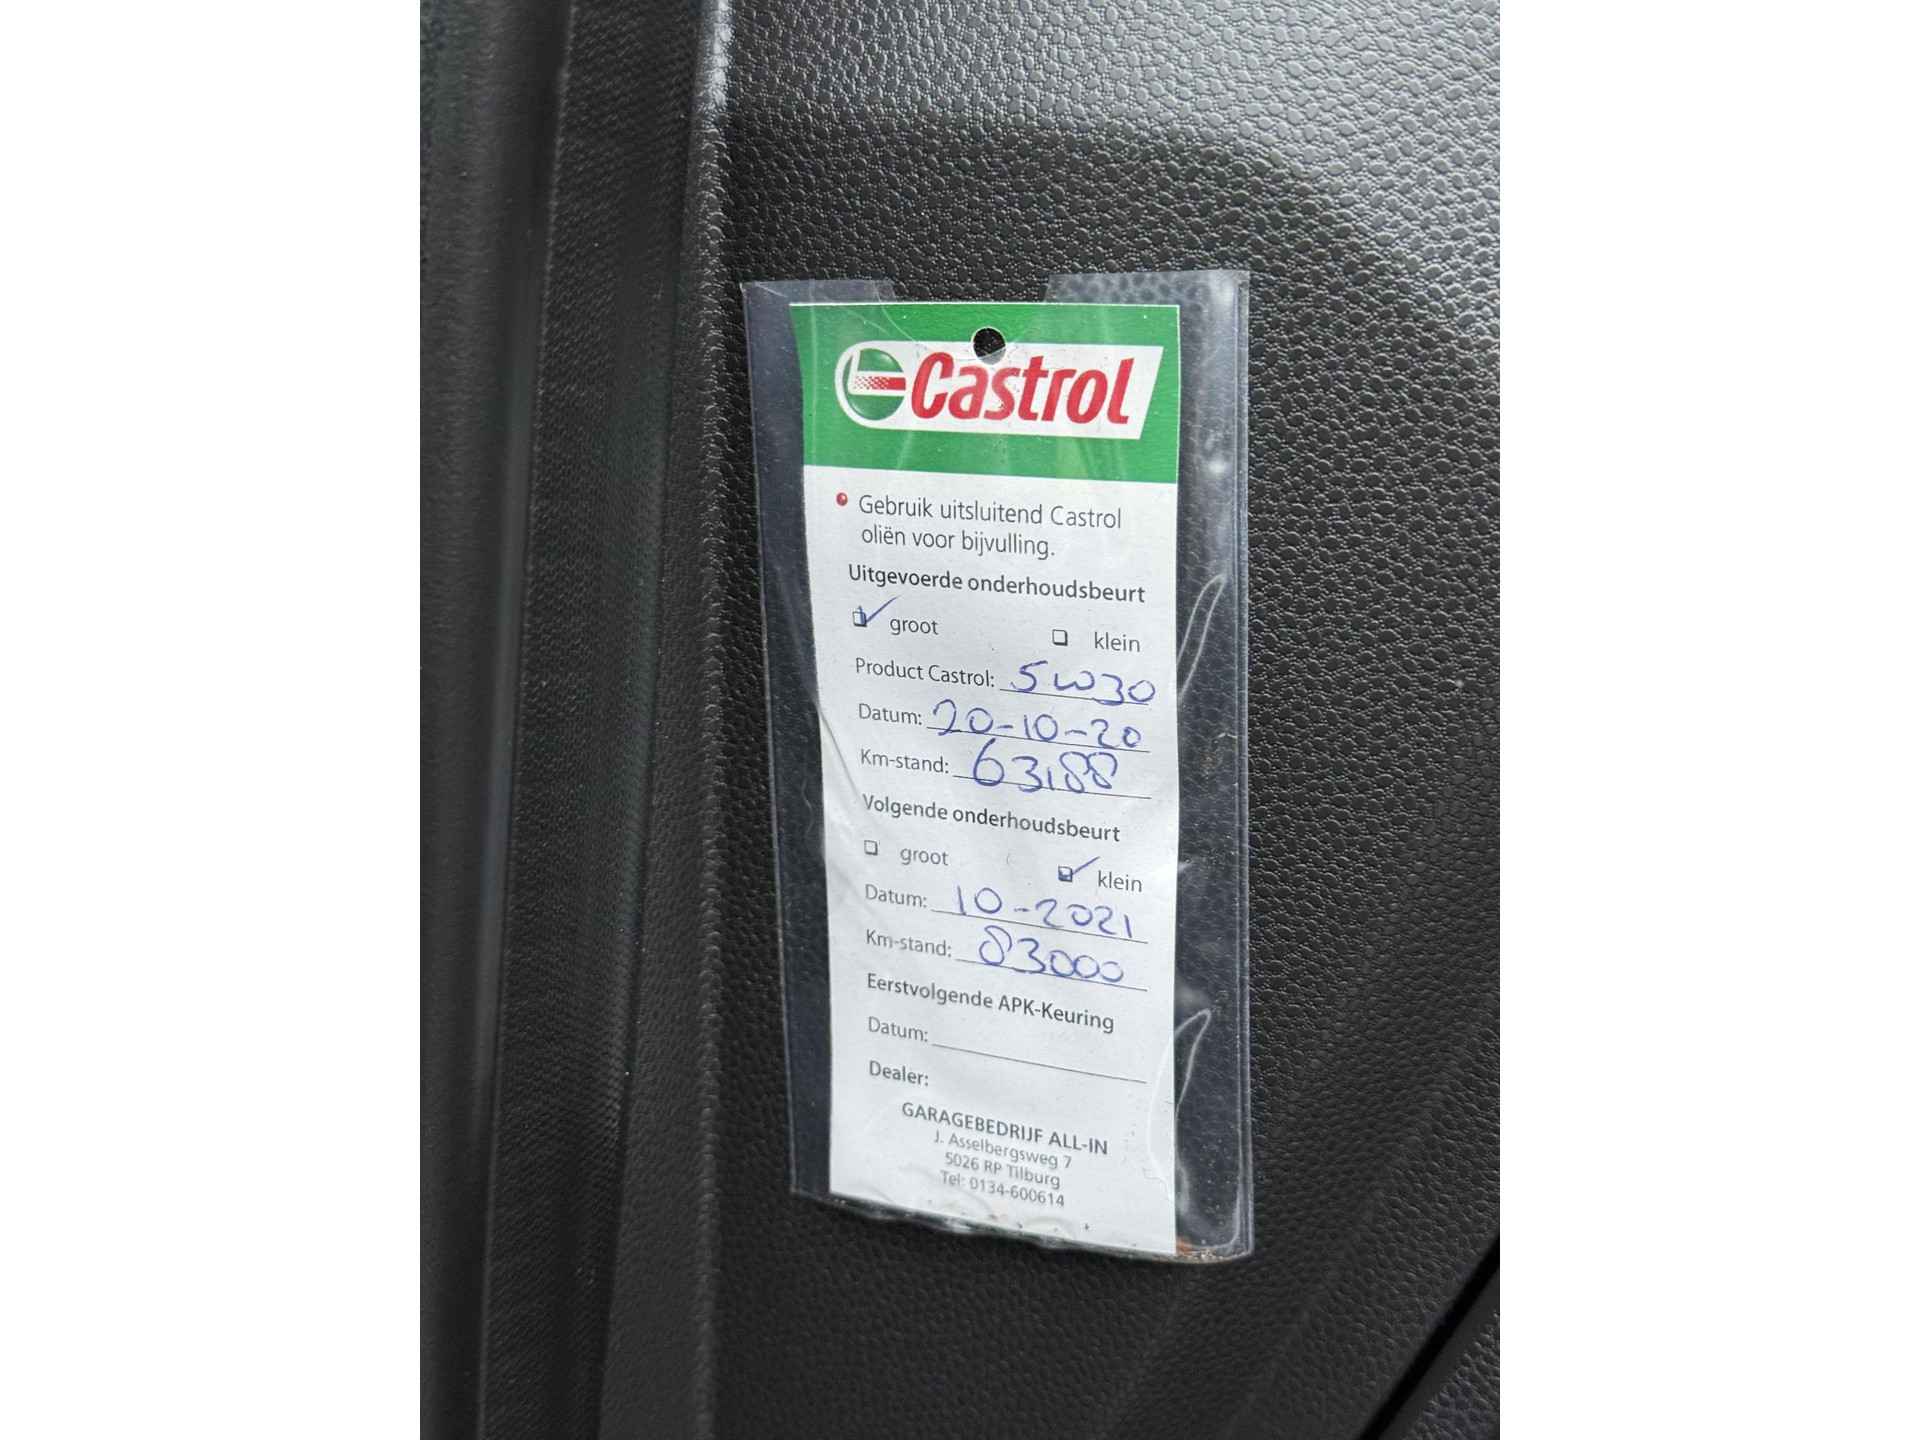 Castrol
Gebruik uitsluitend Castrol
oliën voor bijvulling.
Uitgevoerde onderhoudsbeurt
groot klein
Product Castrol: 5W30
Datum: 20-10-20
Km-stand: 63188
Volgende onderhoudsbeurt
groot klein
Datum: 10-2021
Km-stand: 83000
Eerstvolgende APK-Keuring
Datum:
Dealer:
GARAGEBEDRIJF ALL-IN
J. Asselbergsweg 7
5026 RP Tilburg
Tel: 0134-600614